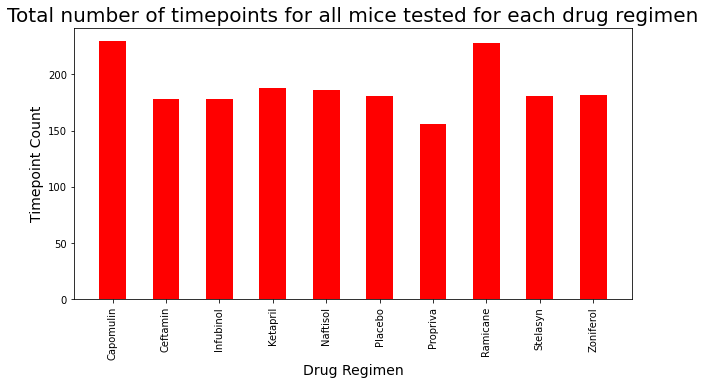 Total number of timepoints for all mice tested for each drug regimen
Timepoint Count
200
150
100
50
0
Capomulin
Ceftamin
Infubinol
Ketapril
Naftisol
Placebo
Propriva
Ramicane
Stelasyn
Zoniferol
Drug Regimen